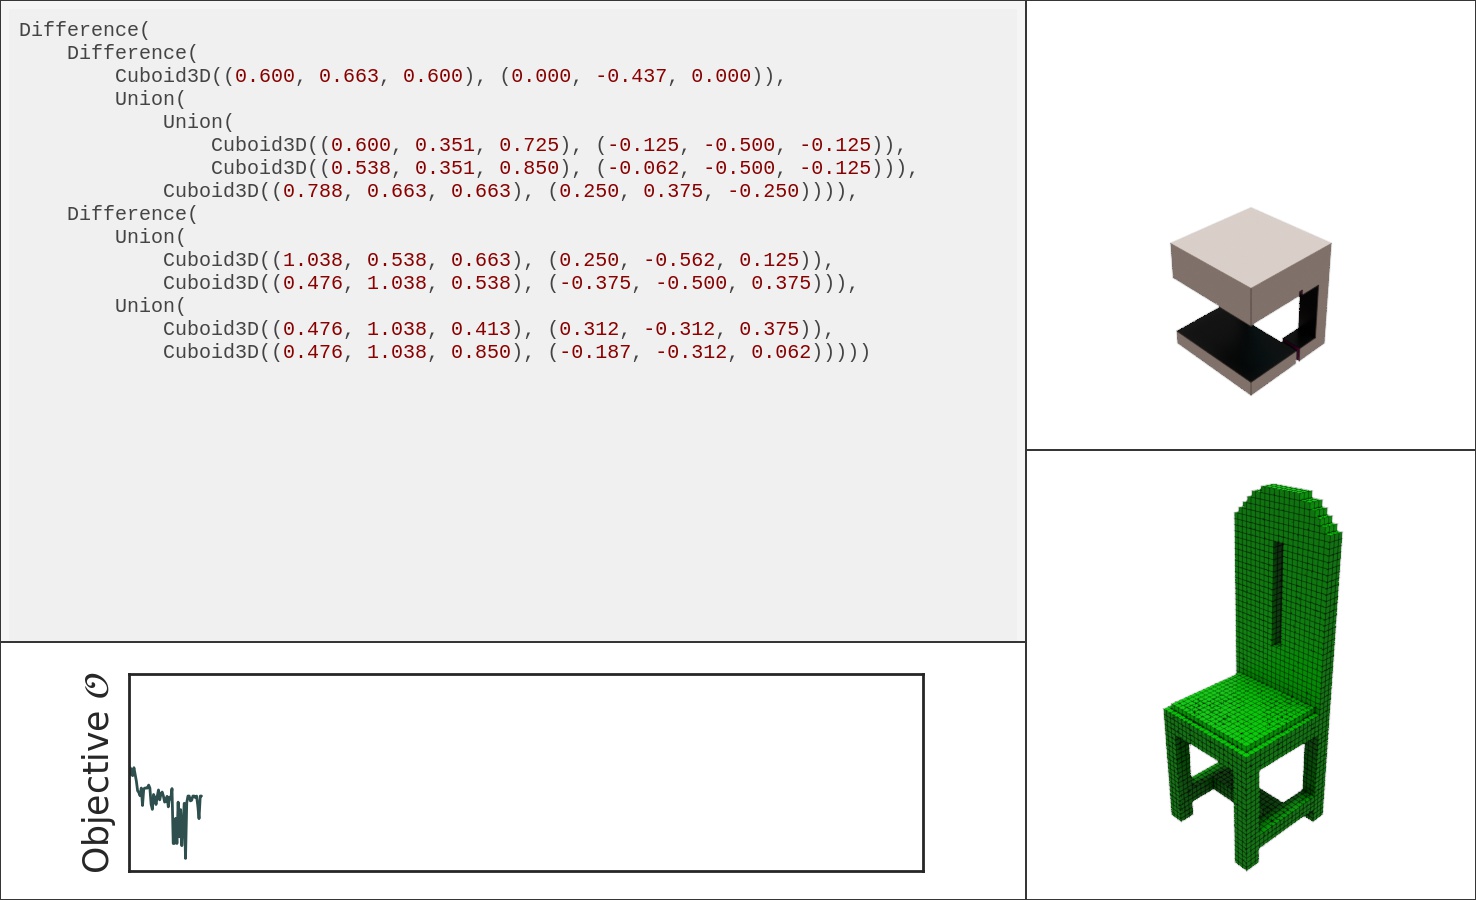 Difference(
    Difference(
        Cuboid3D((0.600, 0.663, 0.600), (0.000, -0.437, 0.000)),
        Union(
            Union(
                Cuboid3D((0.600, 0.351, 0.725), (-0.125, -0.500, -0.125)),
                Cuboid3D((0.538, 0.351, 0.850), (-0.062, -0.500, -0.125))),
            Cuboid3D((0.788, 0.663, 0.663), (0.250, 0.375, -0.250)))),
    Difference(
        Union(
            Cuboid3D((1.038, 0.538, 0.663), (0.250, -0.562, 0.125)),
            Cuboid3D((0.476, 1.038, 0.538), (-0.375, -0.500, 0.375))),
        Union(
            Cuboid3D((0.476, 1.038, 0.413), (0.312, -0.312, 0.375)),
            Cuboid3D((0.476, 1.038, 0.850), (-0.187, -0.312, 0.062)))))
Objective 𝒪